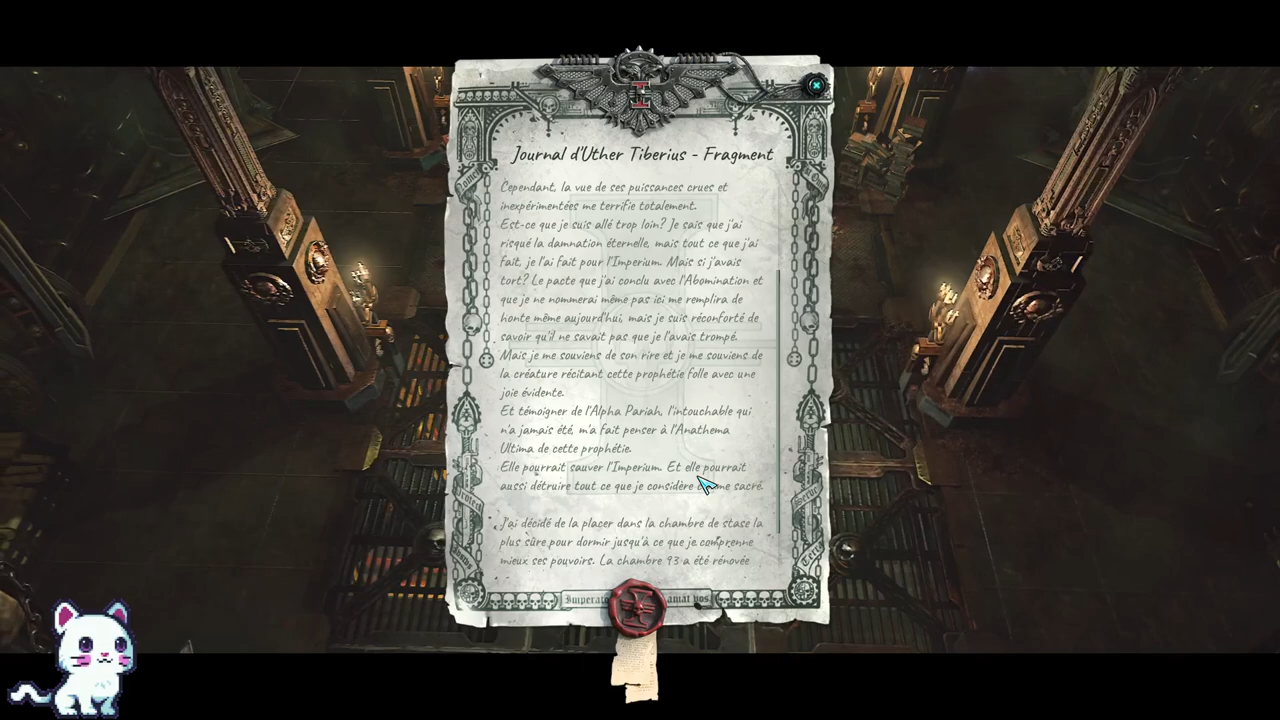 Journal d'Uther Tiberius - Fragment
Cependant, la vue de ses puissances crues et
inexpérimentées me terrifie totalement.
Est-ce que je suis allé trop loin? Je sais que j'ai
risqué la damnation éternelle, mais tout ce que j'ai
fait, je l'ai fait pour l'Imperium. Mais si j'avais
tort? Le pacte que j'ai conclu avec l'Abomination et
que je ne nommerai même pas ici me remplira de
honte même aujourd'hui, mais je suis réconforté de
savoir qu'il ne savait pas que je l'avais trompé.
Mais je me souviens de son rire et je me souviens de
la créature récitant cette prophétie folle avec une
joie évidente.
Et témoigner de l'Alpha Pariah, l'intouchable qui
n'a jamais été, m'a fait penser à l'Anathema
Ultima de cette prophétie.
Elle pourrait sauver l'Imperium. Et elle pourrait
aussi détruire tout ce que je considère sacré.
J'ai décidé de la placer dans la chambre de stase la
plus sûre pour dormir jusqu'à ce que je comprenne
mieux ses pouvoirs. La chambre 93 a été rénovée
amat vos